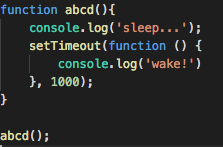 function abcd(){
    console.log('sleep...');
    setTimeout(function () {
        console.log('wake!')
    }, 1000);
}

abcd();